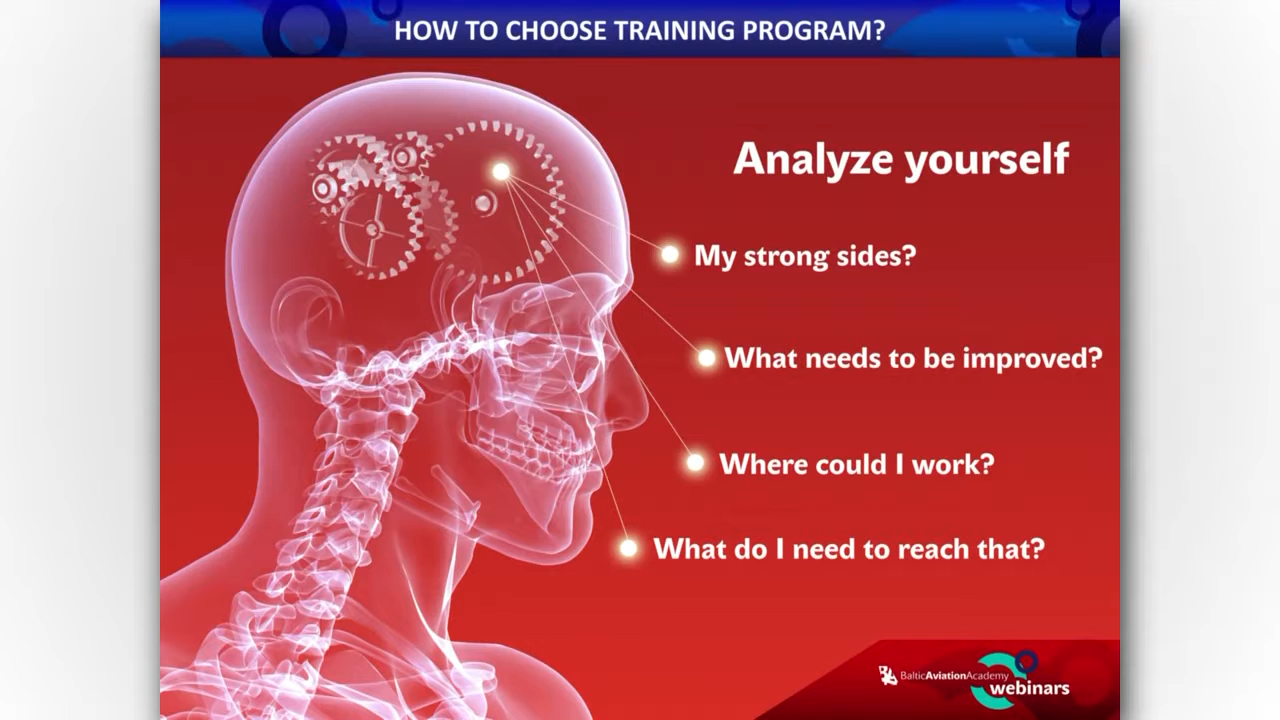 HOW TO CHOOSE TRAINING PROGRAM?
Analyze yourself
My strong sides?
What needs to be improved?
Where could I work?
What do I need to reach that?
BalticAviationAcademy
webinars